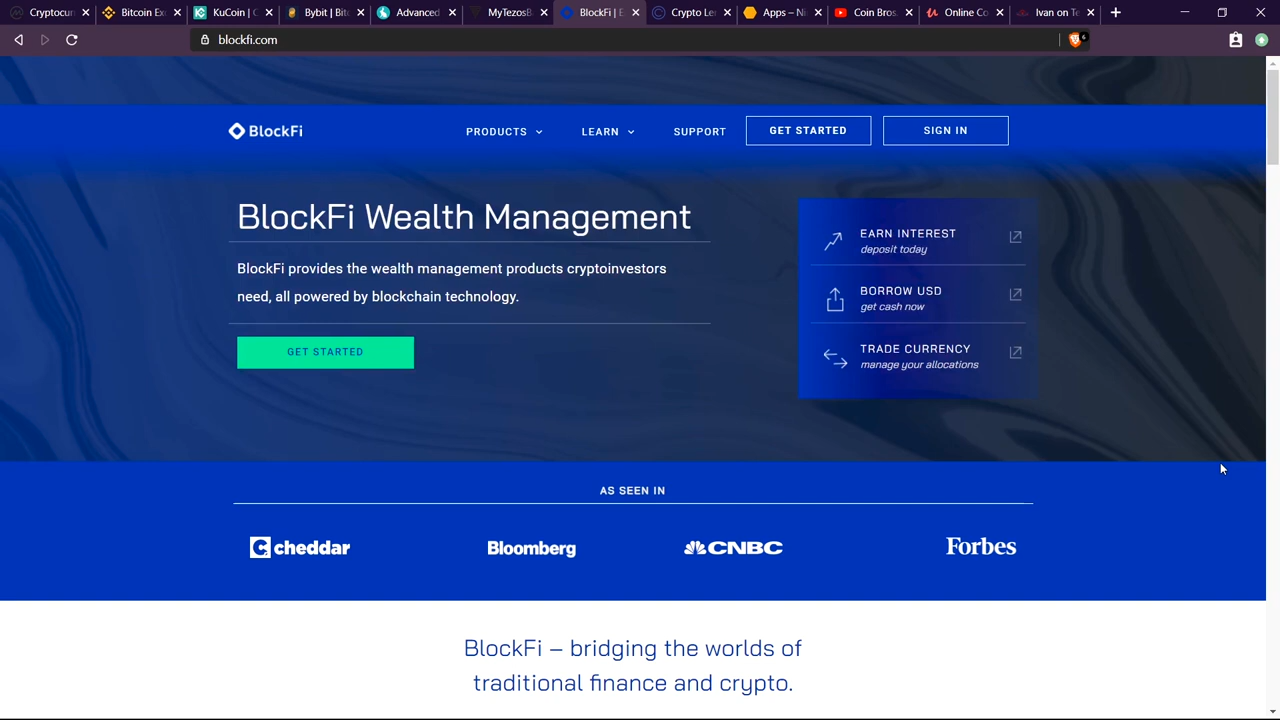 Cryptocur
Bitcoin Ex
KuCoin | C
Bybit | Bit
Advanced
MyTezosB
BlockFi | E
Crypto Le
Apps – Ni
Coin Bros.
Online Co
Ivan on Te
blockfi.com
6
BlockFi
PRODUCTS
LEARN
SUPPORT
GET STARTED
SIGN IN
BlockFi Wealth Management
BlockFi provides the wealth management products cryptoinvestors
need, all powered by blockchain technology.
GET STARTED
EARN INTEREST
deposit today
BORROW USD
get cash now
TRADE CURRENCY
manage your allocations
AS SEEN IN
cheddar
Bloomberg
CNBC
Forbes
BlockFi – bridging the worlds of
traditional finance and crypto.